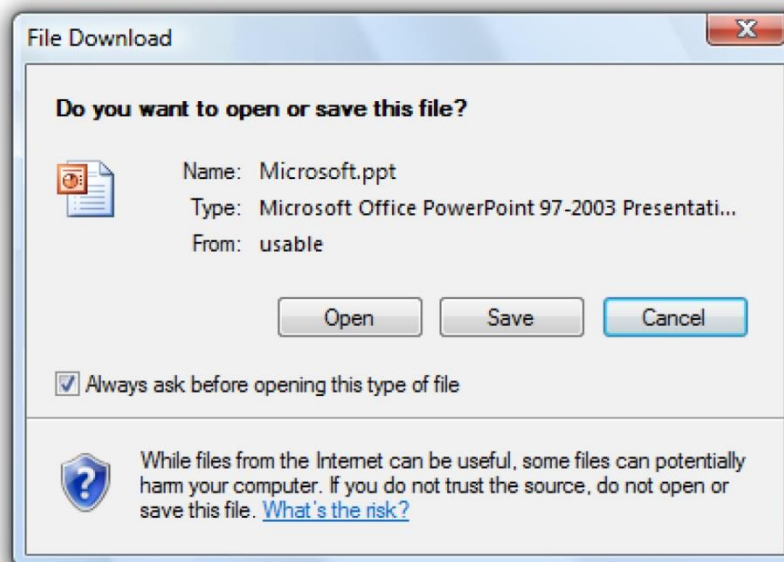 File Download
X
Do you want to open or save this file?
Name: Microsoft.ppt
Type: Microsoft Office PowerPoint 97-2003 Presentati...
From: usable
Open Save Cancel
Always ask before opening this type of file
While files from the Internet can be useful, some files can potentially
harm your computer. If you do not trust the source, do not open or
save this file. What's the risk?